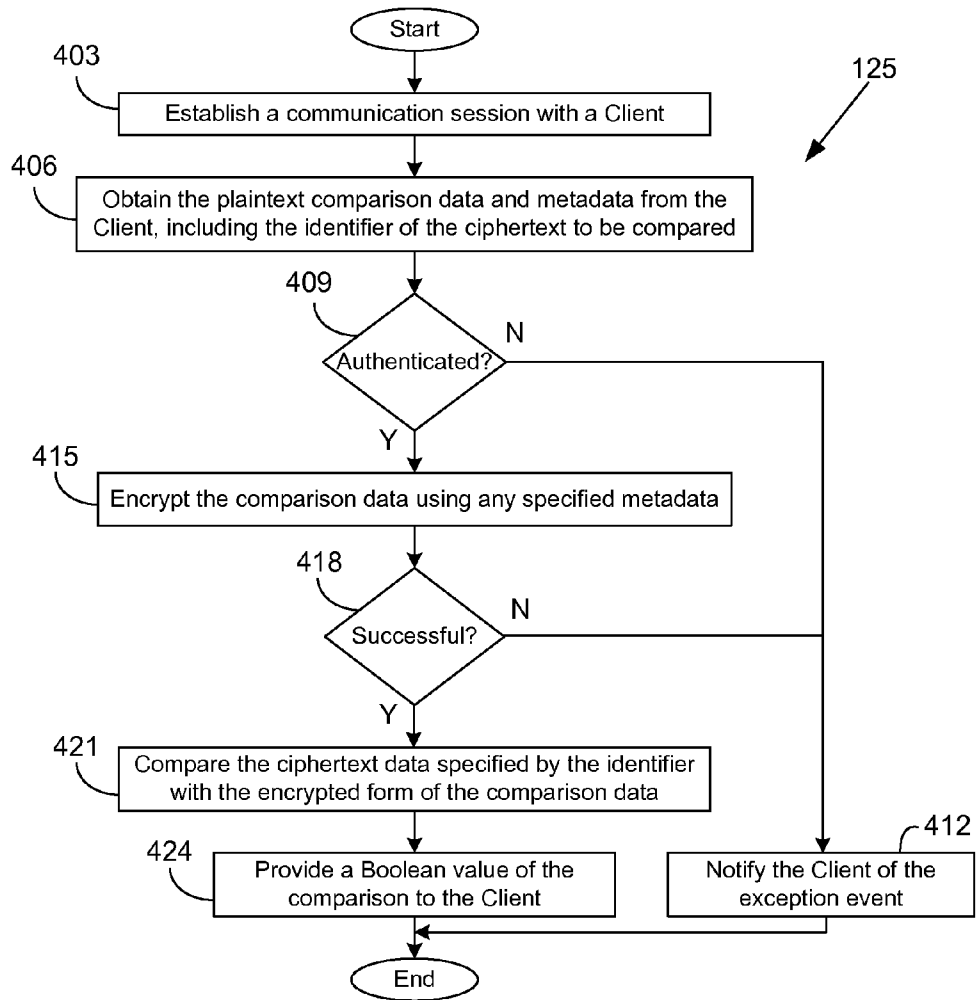 Start
403
125
Establish a communication session with a Client
406
Obtain the plaintext comparison data and metadata from the
Client, including the identifier of the ciphertext to be compared
409
N
Authenticated?
Y
415
Encrypt the comparison data using any specified metadata
418
N
Successful?
Y
421
Compare the ciphertext data specified by the identifier
with the encrypted form of the comparison data
412
424
Provide a Boolean value of the
comparison to the Client
Notify the Client of the
exception event
End